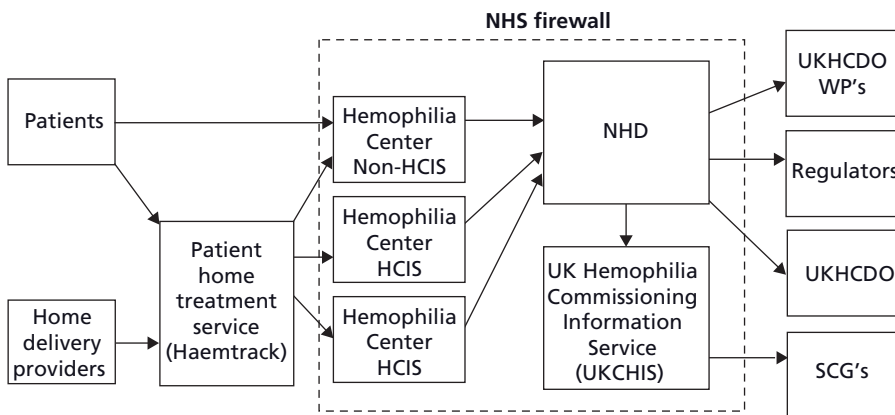 NHS firewall
Patients
Home
delivery
providers
Patient
home
treatment
service
(Haemtrack)
Hemophilia
Center
Non-HCIS
Hemophilia
Center
HCIS
Hemophilia
Center
HCIS
NHD
UK Hemophilia
Commissioning
Information
Service
(UKCHIS)
UKHCDO
WP's
Regulators
UKHCDO
SCG's